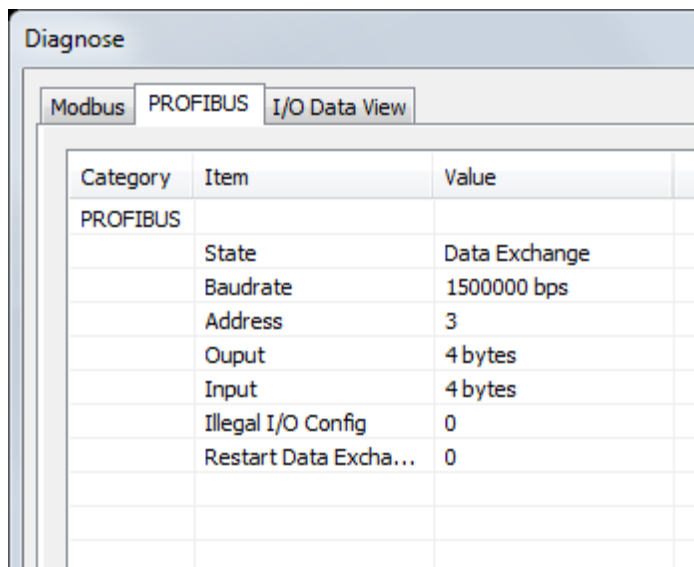 Diagnose
Modbus PROFIBUS I/O Data View
Category Item Value
PROFIBUS
State Data Exchange
Baudrate 1500000 bps
Address 3
Ouput 4 bytes
Input 4 bytes
Illegal I/O Config 0
Restart Data Excha... 0